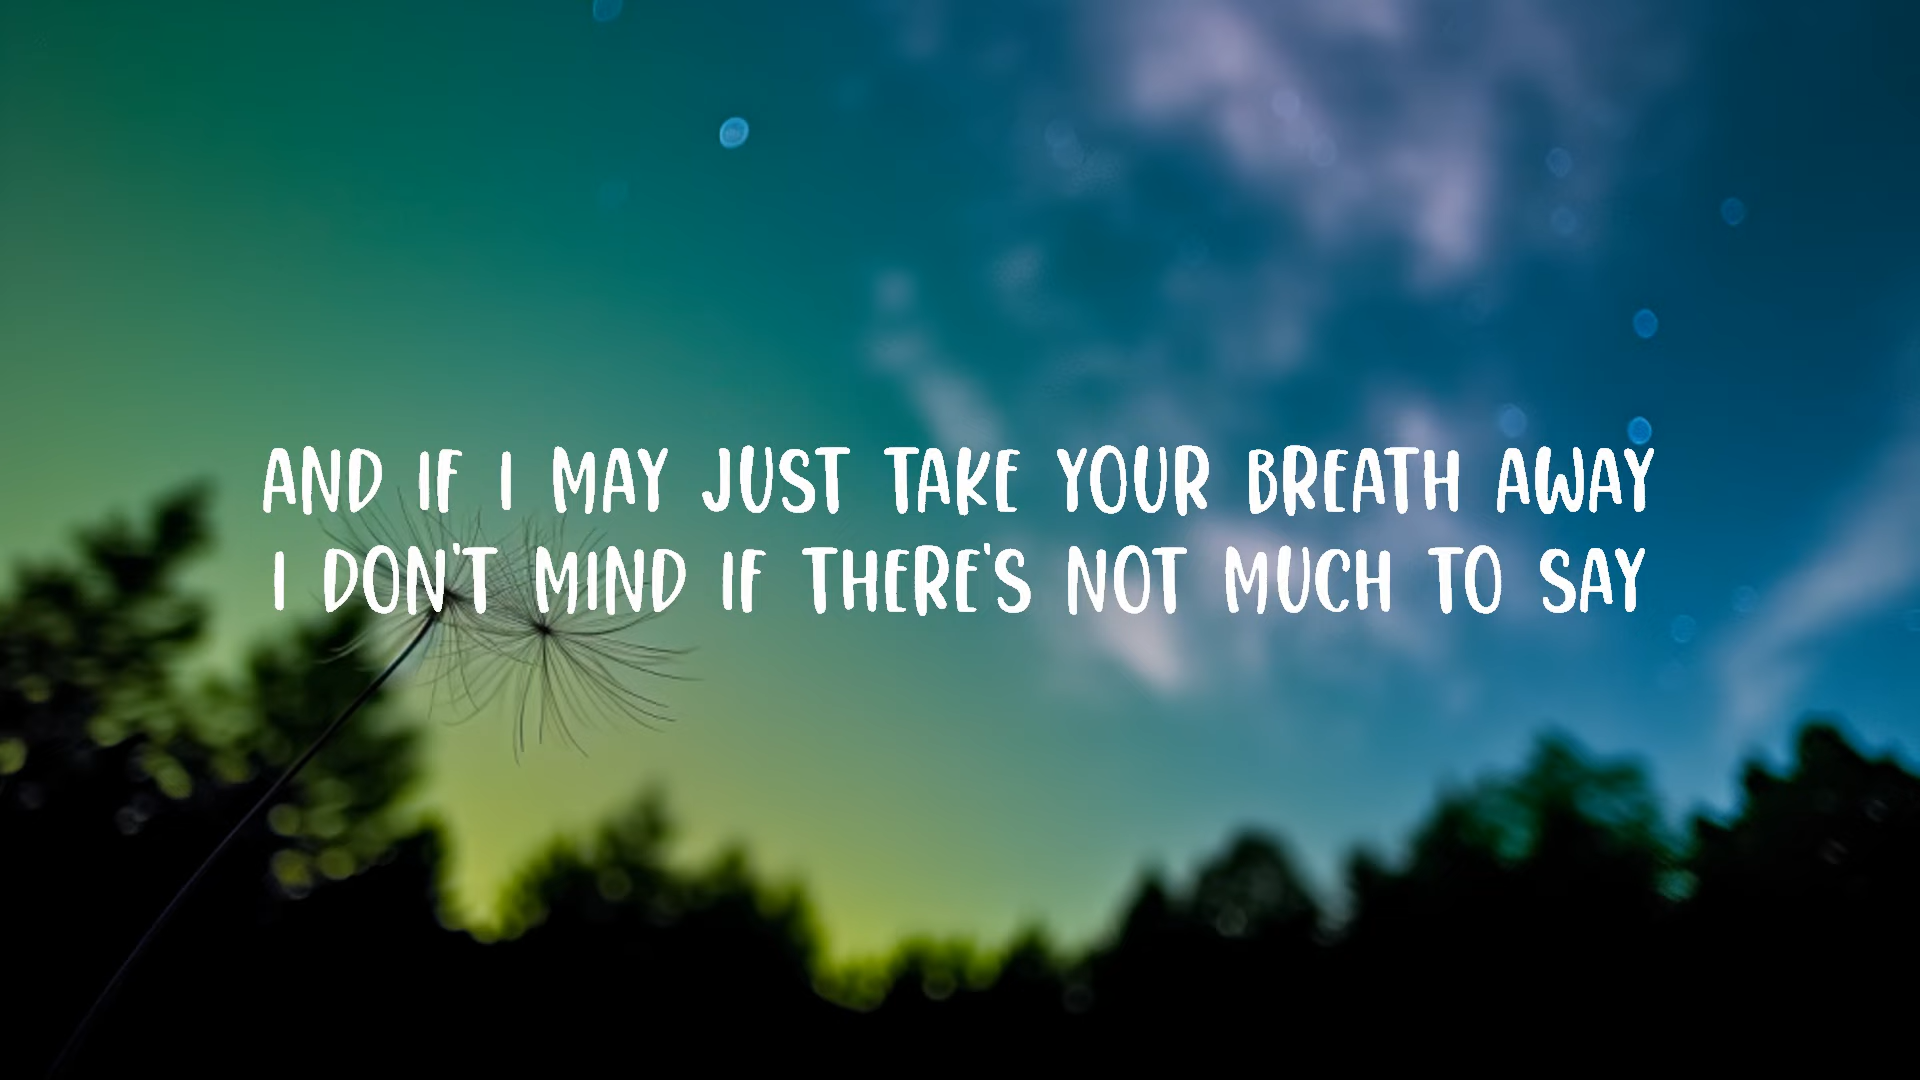 AND IF I MAY JUST TAKE YOUR BREATH AWAY
I DON'T MIND IF THERE'S NOT MUCH TO SAY